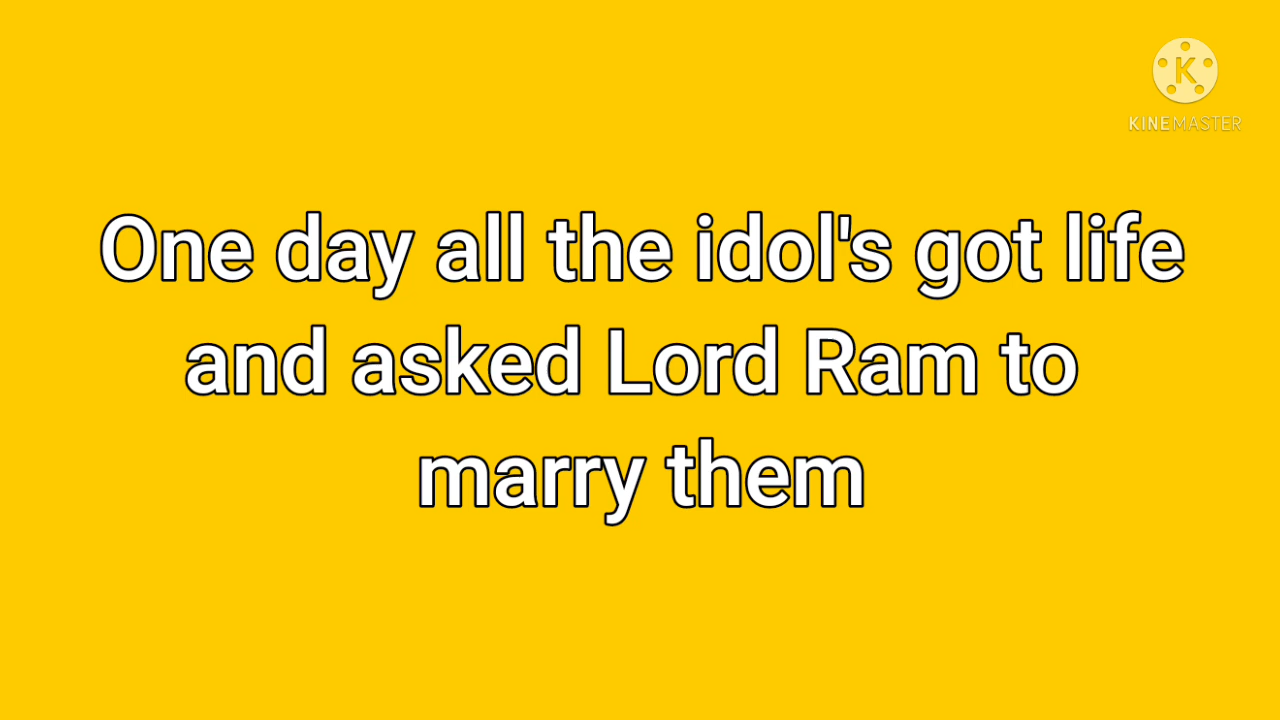 KINEMASTER
One day all the idol's got life
and asked Lord Ram to
marry them